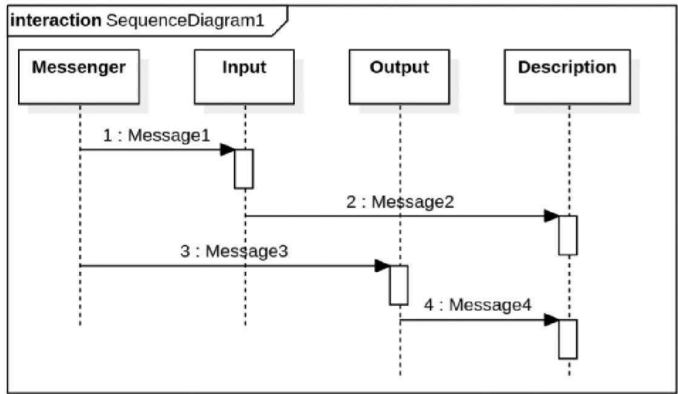 interaction SequenceDiagram1
Messenger
Input
Output
Description
1 : Message1
2 : Message2
3 : Message3
4 : Message4